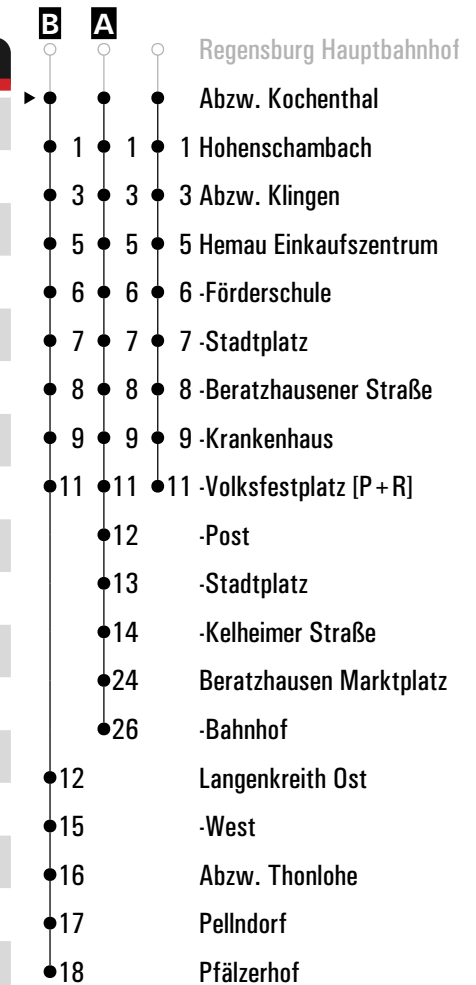 B A
Regensburg Hauptbahnhof
Abzw. Kochenthal
1 1 1 Hohenschambach
3 3 3 Abzw. Klingen
5 5 5 Hemau Einkaufszentrum
6 6 6 -Förderschule
7 7 7 -Stadtplatz
8 8 8 -Beratzhausener Straße
9 9 9 -Krankenhaus
11 11 11 -Volksfestplatz [P+R]
12 -Post
13 -Stadtplatz
14 -Kelheimer Straße
24 Beratzhausen Marktplatz
26 -Bahnhof
12 Langenkreith Ost
15 -West
16 Abzw. Thonlohe
17 Pellndorf
18 Pfälzerhof